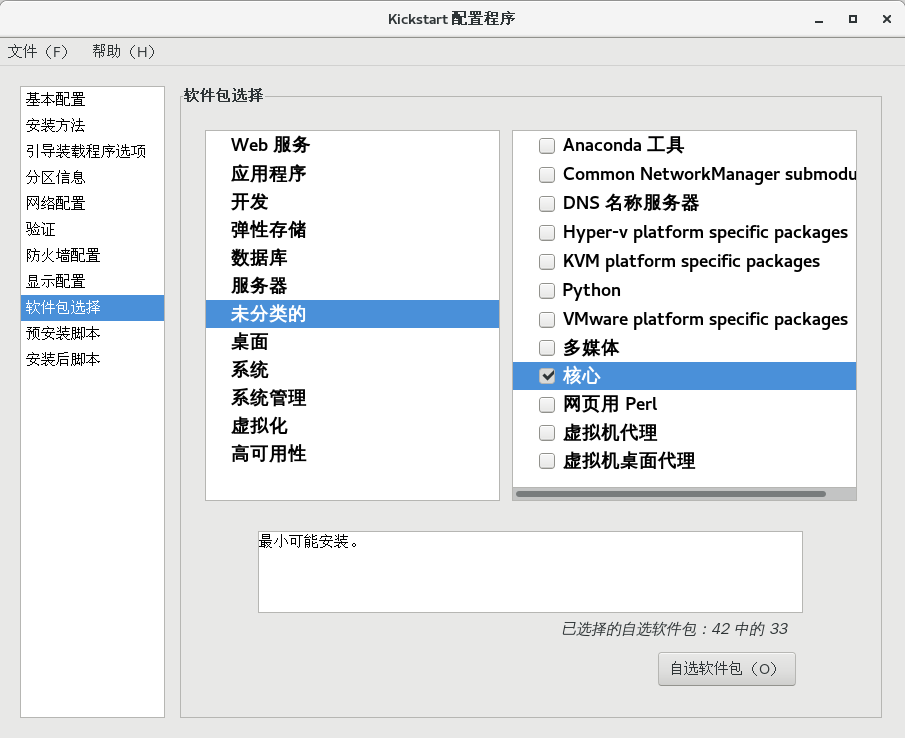 Kickstart 配置程序
文件（F） 帮助（H）
基本配置
安装方法
引导装载程序选项
分区信息
网络配置
验证
防火墙配置
显示配置
软件包选择
预安装脚本
安装后脚本
软件包选择
Web 服务
应用程序
开发
弹性存储
数据库
服务器
未分类的
桌面
系统
系统管理
虚拟化
高可用性
Anaconda 工具
Common NetworkManager submodu
DNS 名称服务器
Hyper-v platform specific packages
KVM platform specific packages
Python
VMware platform specific packages
多媒体
核心
网页用 Perl
虚拟机代理
虚拟机桌面代理
最小可能安装。
已选择的自选软件包：42 中的 33
自选软件包（O）